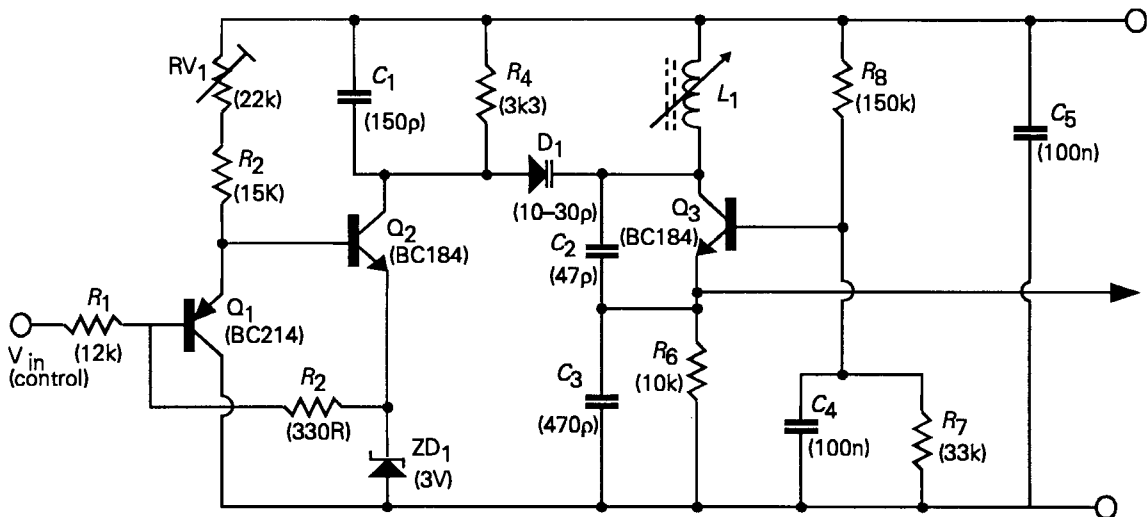 RV1
(22k)
R2
(15K)
C1
(150p)
R4
(3k3)
D1
(10–30p)
L1
R8
(150k)
C5
(100n)
Q2
(BC184)
Q3
(BC184)
C2
(47p)
R1
(12k)
Vin
(control)
Q1
(BC214)
R2
(330R)
ZD1
(3V)
C3
(470p)
R6
(10k)
C4
(100n)
R7
(33k)